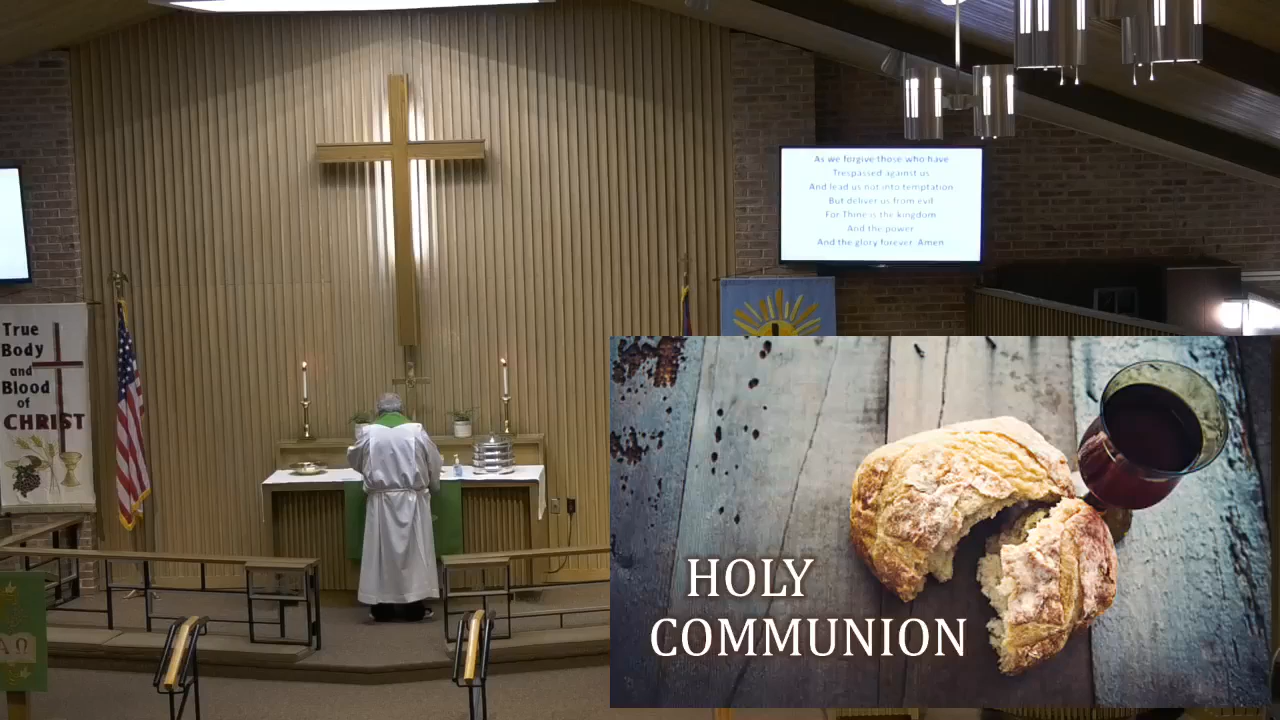 As we forgive those who have
Trespassed against us
And lead us not into temptation
But deliver us from evil
For Thine is the kingdom
And the power
And the glory forever. Amen
True
Body
and
Blood
of
CHRIST
HOLY
COMMUNION
ΑΩ